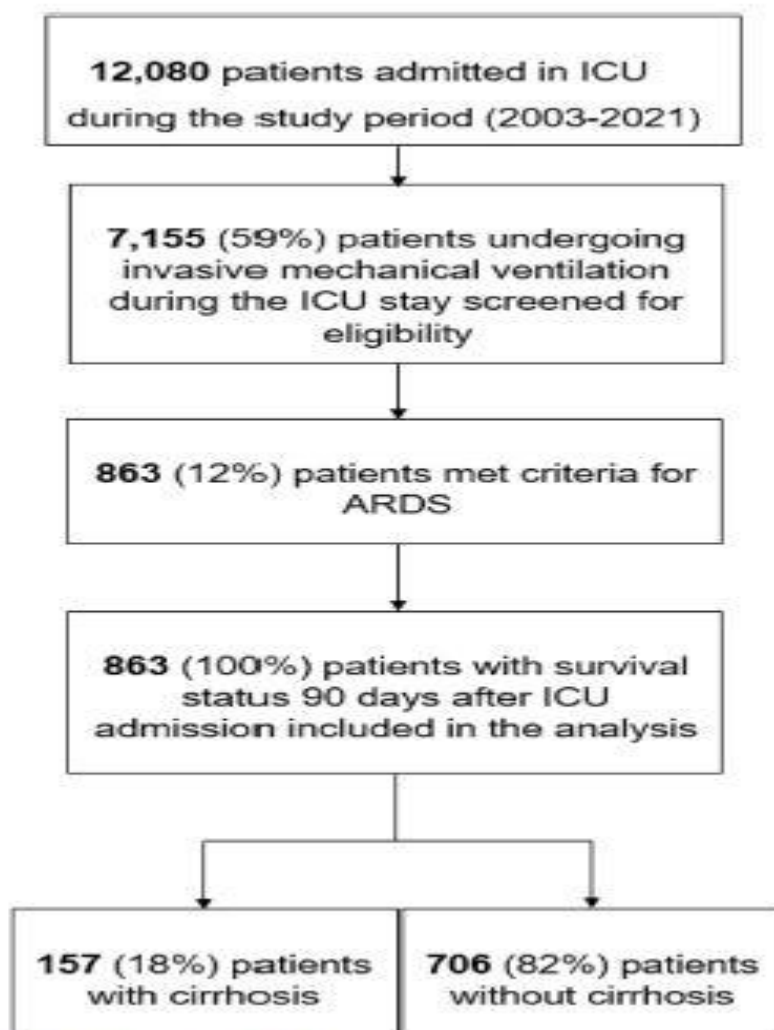 12,080 patients admitted in ICU
during the study period (2003-2021)
7,155 (59%) patients undergoing
invasive mechanical ventilation
during the ICU stay screened for
eligibility
863 (12%) patients met criteria for
ARDS
863 (100%) patients with survival
status 90 days after ICU
admission included in the analysis
157 (18%) patients
with cirrhosis
706 (82%) patients
without cirrhosis